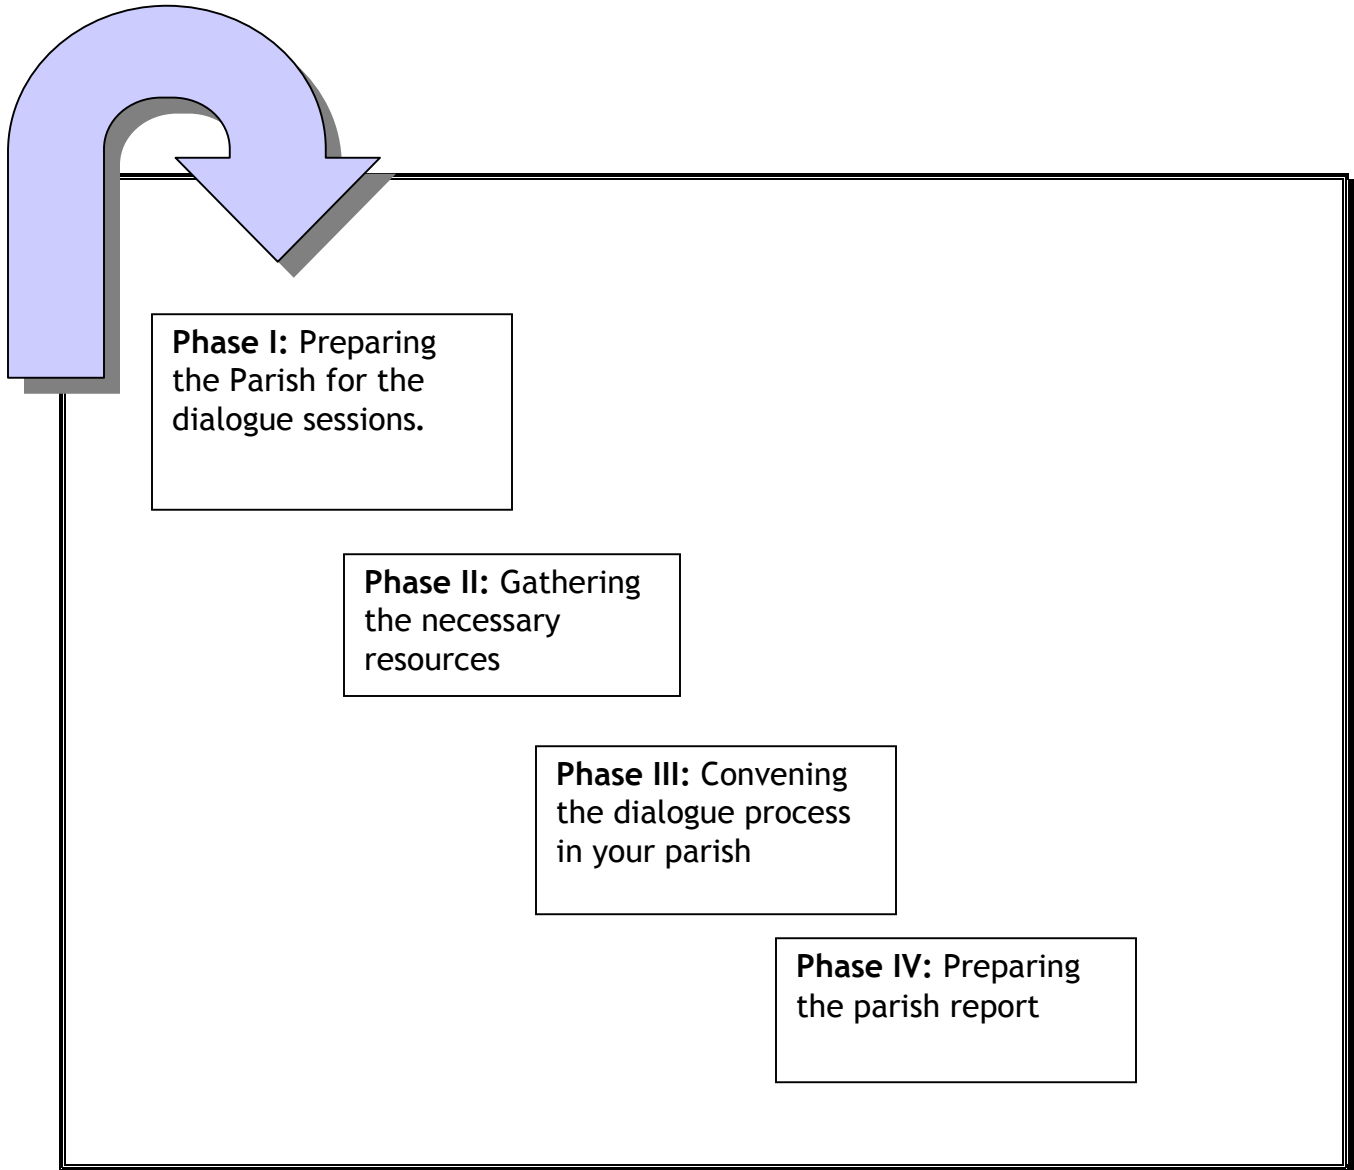 Phase I: Preparing
the Parish for the
dialogue sessions.
Phase II: Gathering
the necessary
resources
Phase III: Convening
the dialogue process
in your parish
Phase IV: Preparing
the parish report